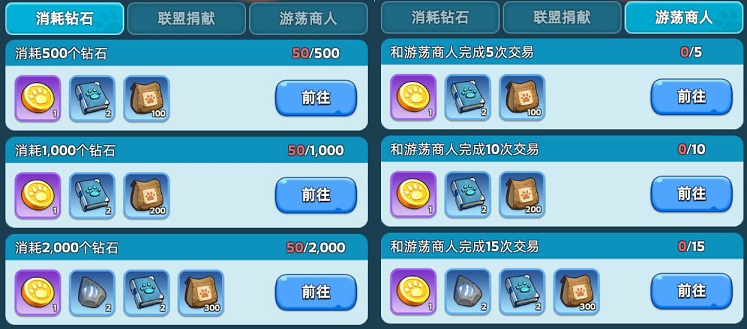 消耗钻石
联盟捐献
游荡商人
消耗500个钻石
50/500
1
2
100
前往
消耗1,000个钻石
50/1,000
1
2
200
前往
消耗2,000个钻石
50/2,000
1
2
2
300
前往
消耗钻石
联盟捐献
游荡商人
和游荡商人完成5次交易
0/5
1
2
100
前往
和游荡商人完成10次交易
0/10
1
2
200
前往
和游荡商人完成15次交易
0/15
1
2
2
300
前往